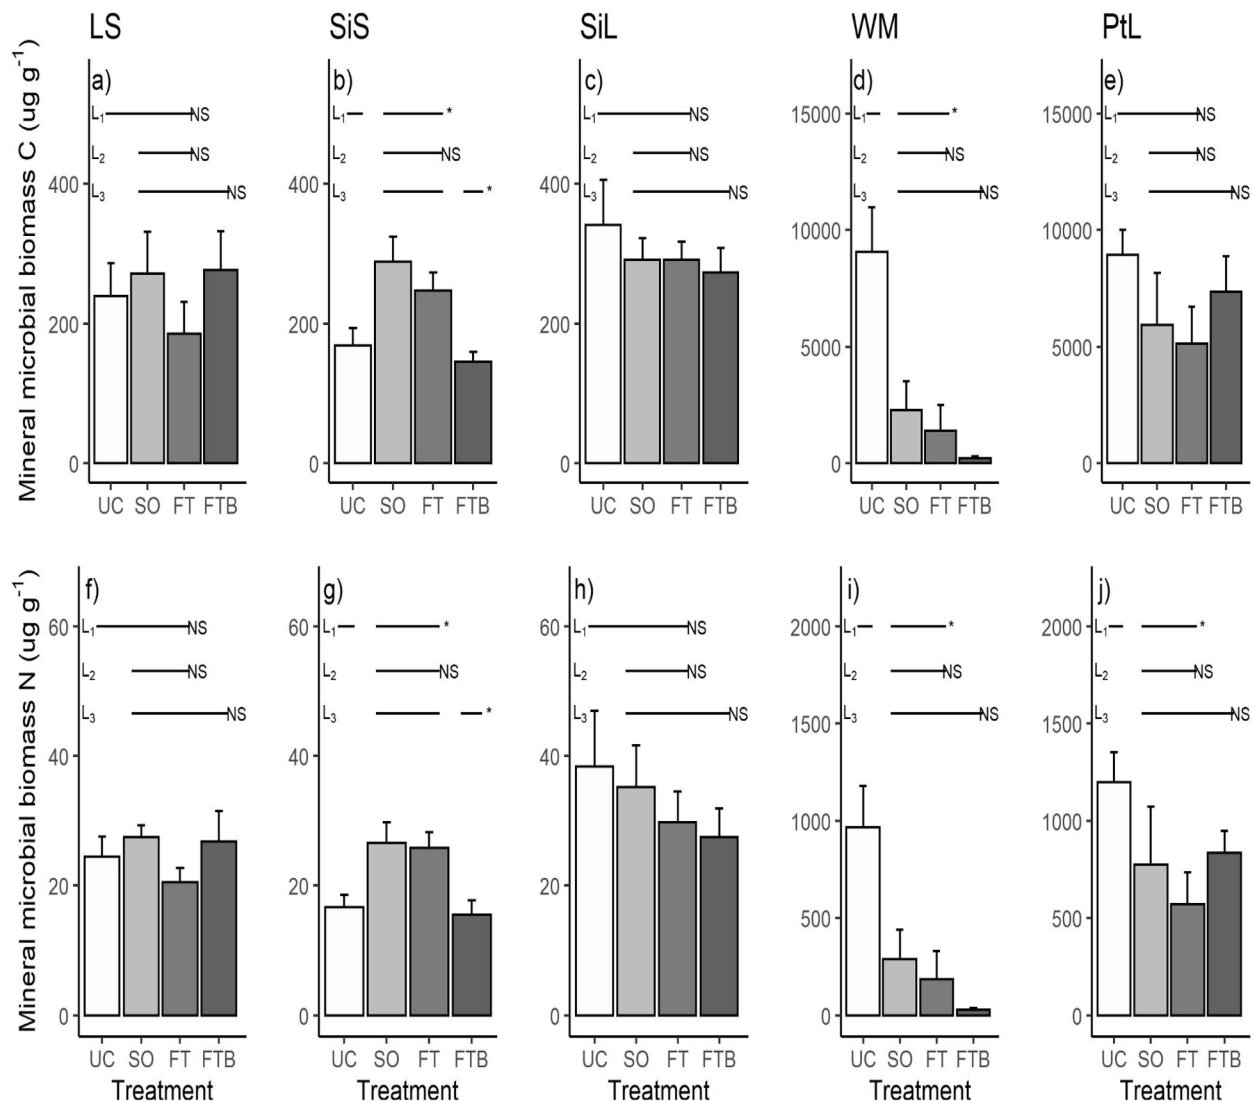 LS SiS SiL WM PtL
Mineral microbial biomass C (ug g⁻¹)
a) b) c) d) e)
L₁ NS L₁ * L₁ NS 15000 L₁ * 15000 L₁ NS
L₂ NS L₂ NS L₂ NS L₂ NS L₂ NS
400 L₃ NS 400 L₃ * 400 L₃ NS L₃ NS L₃ NS
10000 10000
200 200 200 5000 5000
0 0 0 0 0
UC SO FT FTB UC SO FT FTB UC SO FT FTB UC SO FT FTB UC SO FT FTB
Mineral microbial biomass N (ug g⁻¹)
f) g) h) i) j)
60 L₁ NS 60 L₁ * 60 L₁ NS 2000 L₁ * 2000 L₁ *
L₂ NS L₂ NS L₂ NS L₂ NS L₂ NS
L₃ NS L₃ * L₃ NS L₃ NS L₃ NS
40 40 40 1500 1500
1000 1000
20 20 20 500 500
0 0 0 0 0
UC SO FT FTB UC SO FT FTB UC SO FT FTB UC SO FT FTB UC SO FT FTB
Treatment Treatment Treatment Treatment Treatment